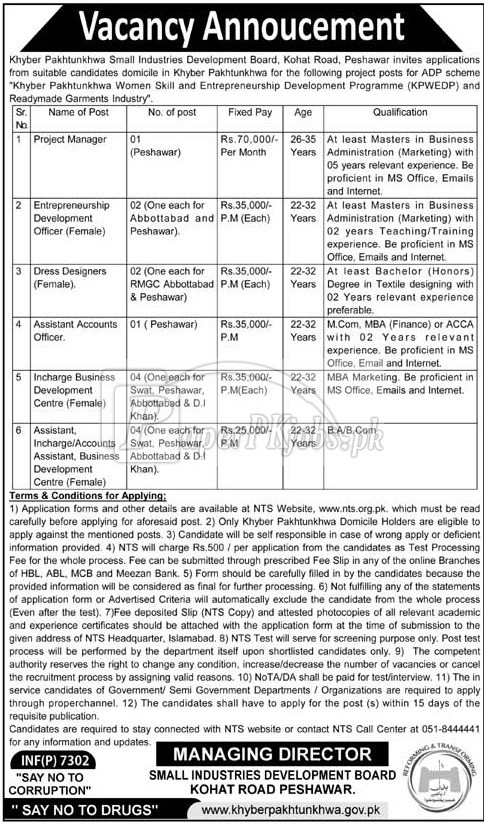 Vacancy Annoucement
Khyber Pakhtunkhwa Small Industries Development Board, Kohat Road, Peshawar invites applications
from suitable candidates domicile in Khyber Pakhtunkhwa for the following project posts for ADP scheme
"Khyber Pakhtunkhwa Women Skill and Entrepreneurship Development Programme (KPWEDP) and
Readymade Garments Industry".
Sr. No. Name of Post No. of post Fixed Pay Age Qualification
1 Project Manager 01 Rs.70,000/- 26-35 At least Masters in Business
(Peshawar) Per Month Years Administration (Marketing) with
05 years relevant experience. Be
proficient in MS Office, Emails
and Internet.
2 Entrepreneurship 02 (One each for Rs.35,000/- 22-32 At least Masters in Business
Development Abbottabad and P.M (Each) Years Administration (Marketing) with
Officer (Female) Peshawar). 02 years Teaching/Training
experience. Be proficient in MS
Office, Emails and Internet.
3 Dress Designers 02 (One each for Rs.35,000/- 22-32 At least Bachelor (Honors)
(Female). RMGC Abbottabad P.M (Each) Years Degree in Textile designing with
& Peshawar) 02 Years relevant experience
preferable.
4 Assistant Accounts 01 ( Peshawar) Rs.35,000/- 22-32 M.Com, MBA (Finance) or ACCA
Officer. P.M Years with 02 Years relevant
experience. Be proficient in MS
Office, Email and Internet.
5 Incharge Business 04 (One each for Rs.35,000/- 22-32 MBA Marketing. Be proficient in
Development Swat, Peshawar, P.M(Each) Years MS Office, Emails and Internet.
Centre (Female) Abbottabad & D.I
Khan).
6 Assistant, 04 (One each for Rs.25,000/- 22-32 B.A/B.Com
Incharge/Accounts Swat, Peshawar, P.M Years
Assistant, Business Abbottabad & D.I
Development Khan).
Centre (Female)
PaperPKjobs.pk
Terms & Conditions for Applying;
1) Application forms and other details are available at NTS Website, www.nts.org.pk. which must be read
carefully before applying for aforesaid post. 2) Only Khyber Pakhtunkhwa Domicile Holders are eligible to
apply against the mentioned posts. 3) Candidate will be self responsible in case of wrong apply or deficient
information provided. 4) NTS will charge Rs.500 / per application from the candidates as Test Processing
Fee for the whole process. Fee can be submitted through prescribed Fee Slip in any of the online Branches
of HBL, ABL, MCB and Meezan Bank. 5) Form should be carefully filled in by the candidates because the
provided information will be considered as final for further processing. 6) Not fulfilling any of the statements
of application form or Advertised Criteria will automatically exclude the candidate from the whole process
(Even after the test). 7)Fee deposited Slip (NTS Copy) and attested photocopies of all relevant academic
and experience certificates should be attached with the application form at the time of submission to the
given address of NTS Headquarter, Islamabad. 8) NTS Test will serve for screening purpose only. Post test
process will be performed by the department itself upon shortlisted candidates only. 9) The competent
authority reserves the right to change any condition, increase/decrease the number of vacancies or cancel
the recruitment process by assigning valid reasons. 10) NoTA/DA shall be paid for test/interview. 11) The in
service candidates of Government/ Semi Government Departments / Organizations are required to apply
through properchannel. 12) The candidates shall have to apply for the post (s) within 15 days of the
requisite publication.
Candidates are required to stay connected with NTS website or contact NTS Call Center at 051-8444441
for any information and updates.
INF(P) 7302
"SAY NO TO
CORRUPTION"
"SAY NO TO DRUGS"
MANAGING DIRECTOR
SMALL INDUSTRIES DEVELOPMENT BOARD
KOHAT ROAD PESHAWAR.
www.khyberpakhtunkhwa.gov.pk
REFORMING & TRANSFORMING